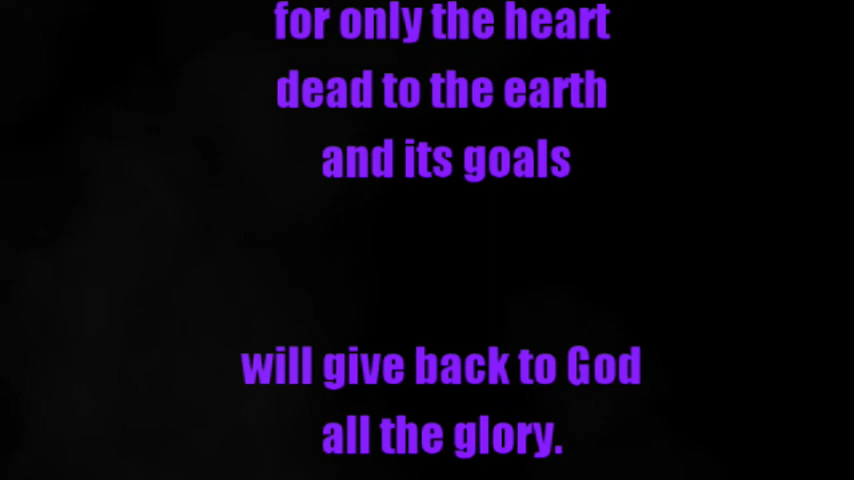 for only the heart
dead to the earth
and its goals
will give back to God
all the glory.